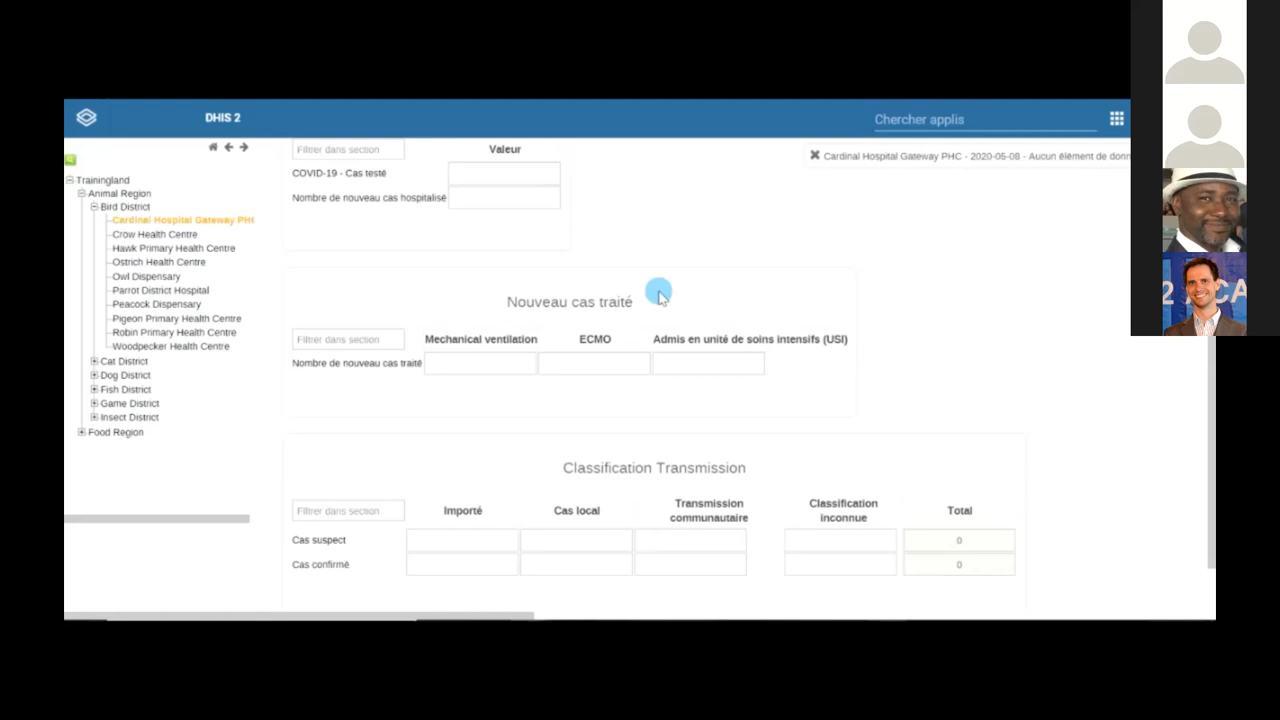 DHIS 2
Chercher applis
Trainingland
Animal Region
Bird District
Cardinal Hospital Gateway PH
Crow Health Centre
Hawk Primary Health Centre
Ostrich Health Centre
Owl Dispensary
Parrot District Hospital
Peacock Dispensary
Pigeon Primary Health Centre
Robin Primary Health Centre
Woodpecker Health Centre
Cat District
Dog District
Fish District
Game District
Insect District
Food Region
Cardinal Hospital Gateway PHC - 2020-05-08 - Aucun élément de donn
Filtrer dans section Valeur
COVID-19 - Cas testé
Nombre de nouveau cas hospitalisé
Nouveau cas traité
Filtrer dans section Mechanical ventilation ECMO Admis en unité de soins intensifs (USI)
Nombre de nouveau cas traité
Classification Transmission
Filtrer dans section Importé Cas local Transmission communautaire Classification inconnue Total
Cas suspect 0
Cas confirmé 0
2 ACA